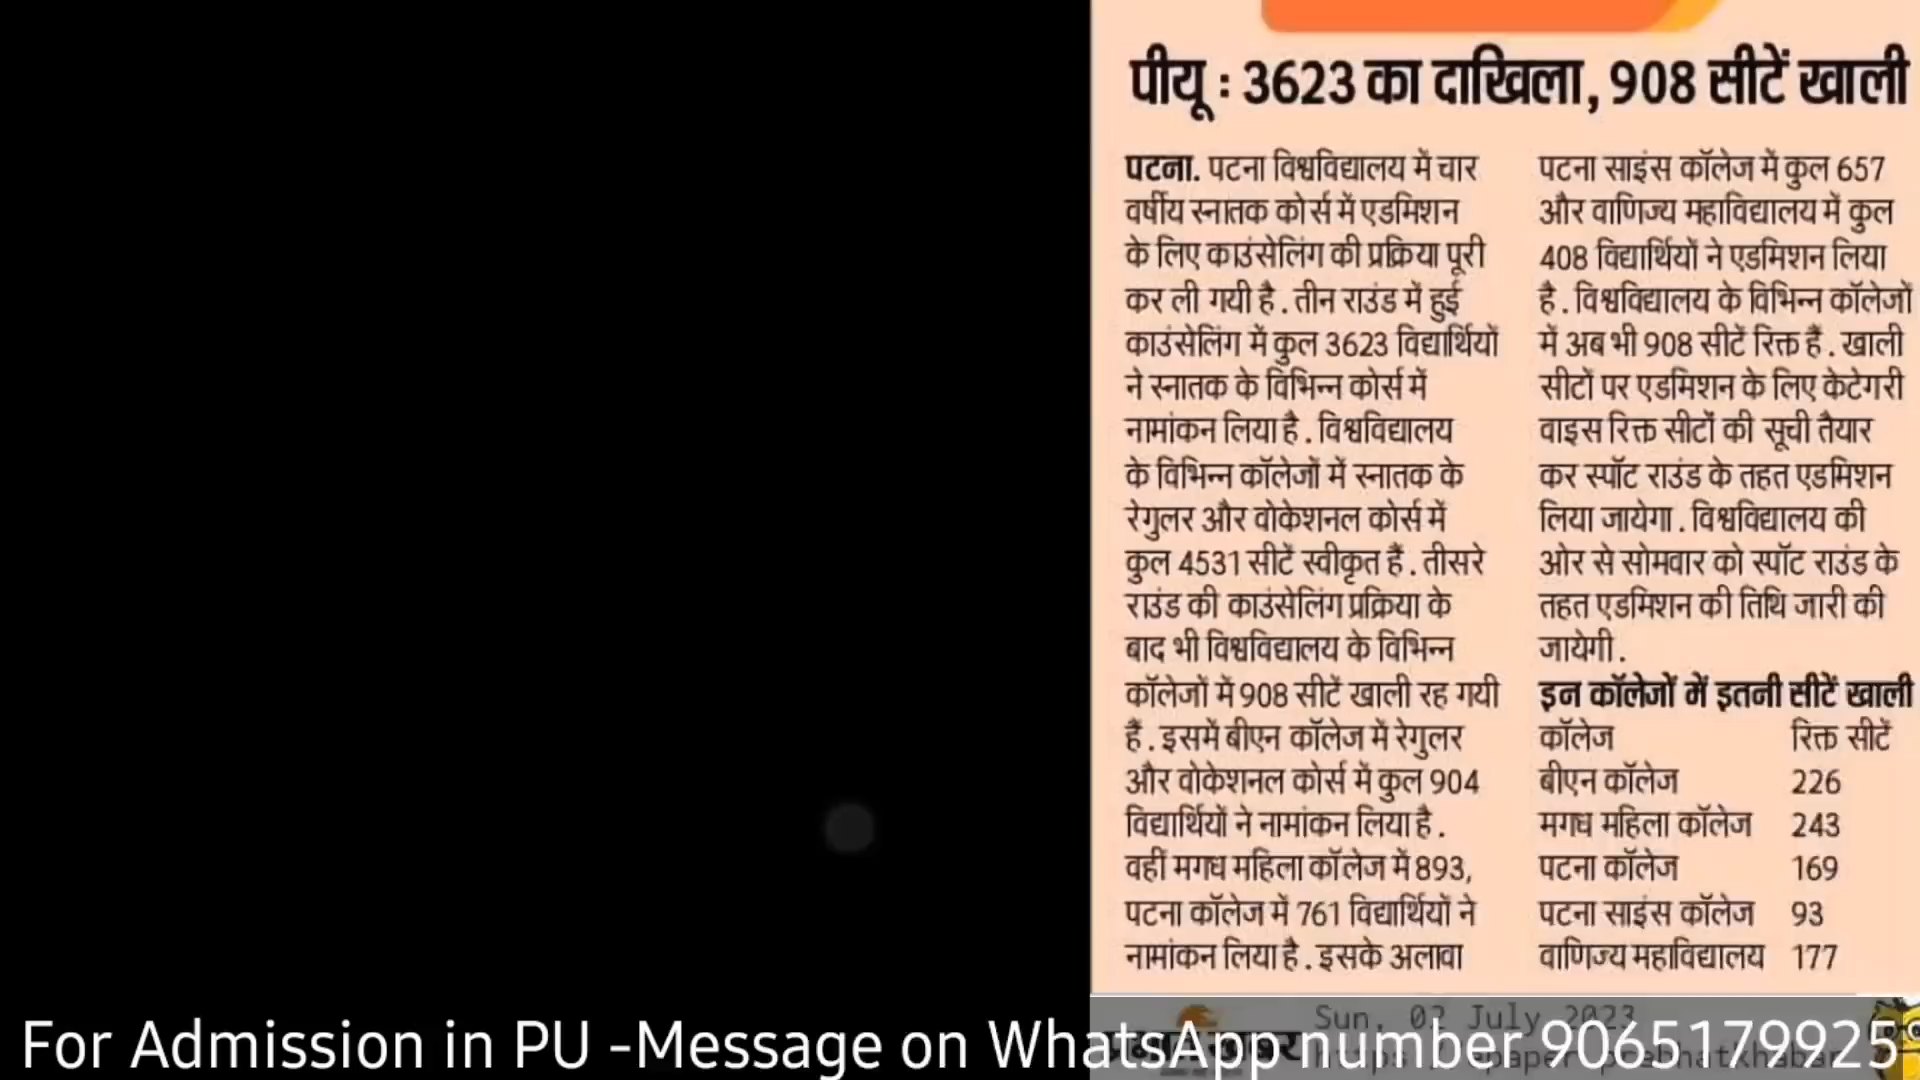 पीयू : 3623 का दाखिला, 908 सीटें खाली
पटना. पटना विश्वविद्यालय में चार
वर्षीय स्नातक कोर्स में एडमिशन
के लिए काउंसेलिंग की प्रक्रिया पूरी
कर ली गयी है. तीन राउंड में हुई
काउंसेलिंग में कुल 3623 विद्यार्थियों
ने स्नातक के विभिन्न कोर्स में
नामांकन लिया है. विश्वविद्यालय
के विभिन्न कॉलेजों में स्नातक के
रेगुलर और वोकेशनल कोर्स में
कुल 4531 सीटें स्वीकृत हैं. तीसरे
राउंड की काउंसेलिंग प्रक्रिया के
बाद भी विश्वविद्यालय के विभिन्न
कॉलेजों में 908 सीटें खाली रह गयी
हैं. इसमें बीएन कॉलेज में रेगुलर
और वोकेशनल कोर्स में कुल 904
विद्यार्थियों ने नामांकन लिया है.
वहीं मगध महिला कॉलेज में 893,
पटना कॉलेज में 761 विद्यार्थियों ने
नामांकन लिया है. इसके अलावा
पटना साइंस कॉलेज में कुल 657
और वाणिज्य महाविद्यालय में कुल
408 विद्यार्थियों ने एडमिशन लिया
है. विश्वविद्यालय के विभिन्न कॉलेजों
में अब भी 908 सीटें रिक्त हैं. खाली
सीटों पर एडमिशन के लिए केटेगरी
वाइस रिक्त सीटों की सूची तैयार
कर स्पॉट राउंड के तहत एडमिशन
लिया जायेगा. विश्वविद्यालय की
ओर से सोमवार को स्पॉट राउंड के
तहत एडमिशन की तिथि जारी की
जायेगी.
इन कॉलेजों में इतनी सीटें खाली
कॉलेज रिक्त सीटें
बीएन कॉलेज 226
मगध महिला कॉलेज 243
पटना कॉलेज 169
पटना साइंस कॉलेज 93
वाणिज्य महाविद्यालय 177
Sun, 02 July 2023
For Admission in PU -Message on WhatsApp number 9065179925